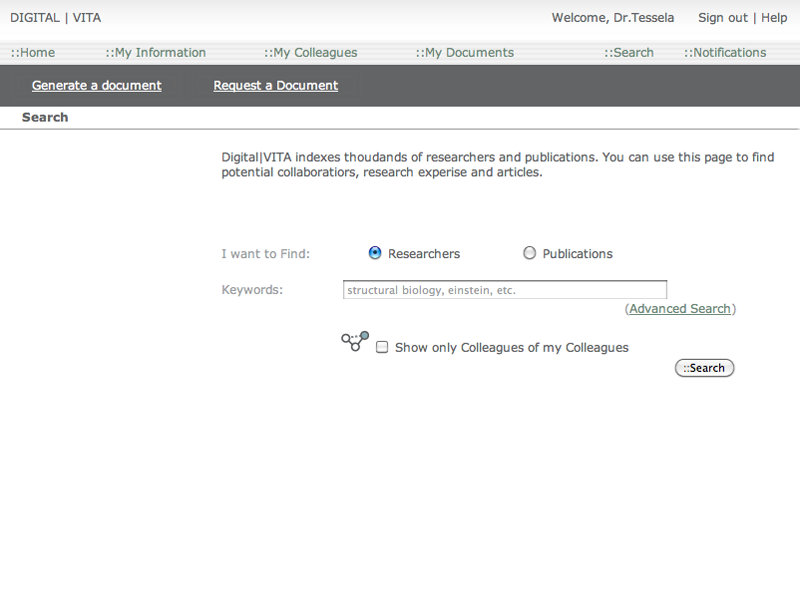 DIGITAL | VITA Welcome, Dr.Tessela Sign out | Help
::Home ::My Information ::My Colleagues ::My Documents ::Search ::Notifications
Generate a document Request a Document
Search
Digital|VITA indexes thoudands of researchers and publications. You can use this page to find
potential collaboratiors, research experise and articles.
I want to Find: Researchers Publications
Keywords: structural biology, einstein, etc.
(Advanced Search)
Show only Colleagues of my Colleagues
::Search